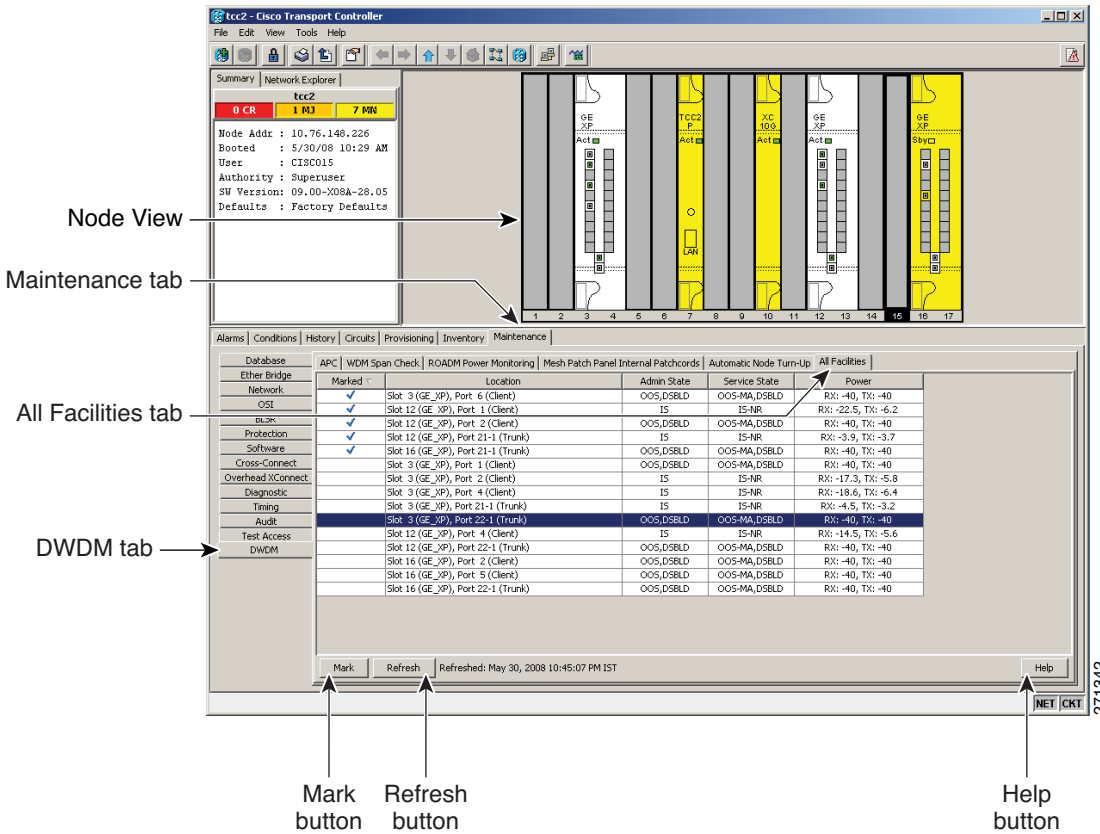 tcc2 - Cisco Transport Controller
File Edit View Tools Help
Summary Network Explorer
tcc2
0 CR 1 MJ 7 MN
Node Addr : 10.76.148.226
Booted : 5/30/08 10:29 AM
User : CISCO15
Authority : Superuser
SW Version: 09.00-X08A-28.05
Defaults : Factory Defaults
GE XP
Act
TCC2 P
Act
LAN
XC 10G
Act
GE XP
Act
GE XP
Sby
1 2 3 4 5 6 7 8 9 10 11 12 13 14 15 16 17
Node View
Maintenance tab
All Facilities tab
DWDM tab
Alarms Conditions History Circuits Provisioning Inventory Maintenance
Database
Ether Bridge
Network
OSI
BLSR
Protection
Software
Cross-Connect
Overhead XConnect
Diagnostic
Timing
Audit
Test Access
DWDM
APC WDM Span Check ROADM Power Monitoring Mesh Patch Panel Internal Patchcords Automatic Node Turn-Up All Facilities
Marked Location Admin State Service State Power
Slot 3 (GE_XP), Port 6 (Client) OOS,DSBLD OOS-MA,DSBLD RX: -40, TX: -40
Slot 12 (GE_XP), Port 1 (Client) IS IS-NR RX: -22.5, TX: -6.2
Slot 12 (GE_XP), Port 2 (Client) OOS,DSBLD OOS-MA,DSBLD RX: -40, TX: -40
Slot 12 (GE_XP), Port 21-1 (Trunk) IS IS-NR RX: -3.9, TX: -3.7
Slot 16 (GE_XP), Port 21-1 (Trunk) OOS,DSBLD OOS-MA,DSBLD RX: -40, TX: -40
Slot 3 (GE_XP), Port 1 (Client) OOS,DSBLD OOS-MA,DSBLD RX: -40, TX: -40
Slot 3 (GE_XP), Port 2 (Client) IS IS-NR RX: -17.3, TX: -5.8
Slot 3 (GE_XP), Port 4 (Client) IS IS-NR RX: -18.6, TX: -6.4
Slot 3 (GE_XP), Port 21-1 (Trunk) IS IS-NR RX: -4.5, TX: -3.2
Slot 3 (GE_XP), Port 22-1 (Trunk) OOS,DSBLD OOS-MA,DSBLD RX: -40, TX: -40
Slot 12 (GE_XP), Port 4 (Client) IS IS-NR RX: -14.5, TX: -5.6
Slot 12 (GE_XP), Port 22-1 (Trunk) OOS,DSBLD OOS-MA,DSBLD RX: -40, TX: -40
Slot 16 (GE_XP), Port 2 (Client) OOS,DSBLD OOS-MA,DSBLD RX: -40, TX: -40
Slot 16 (GE_XP), Port 5 (Client) OOS,DSBLD OOS-MA,DSBLD RX: -40, TX: -40
Slot 16 (GE_XP), Port 22-1 (Trunk) OOS,DSBLD OOS-MA,DSBLD RX: -40, TX: -40
Mark Refresh Refreshed: May 30, 2008 10:45:07 PM IST Help
NET CKT
271342
Mark button
Refresh button
Help button